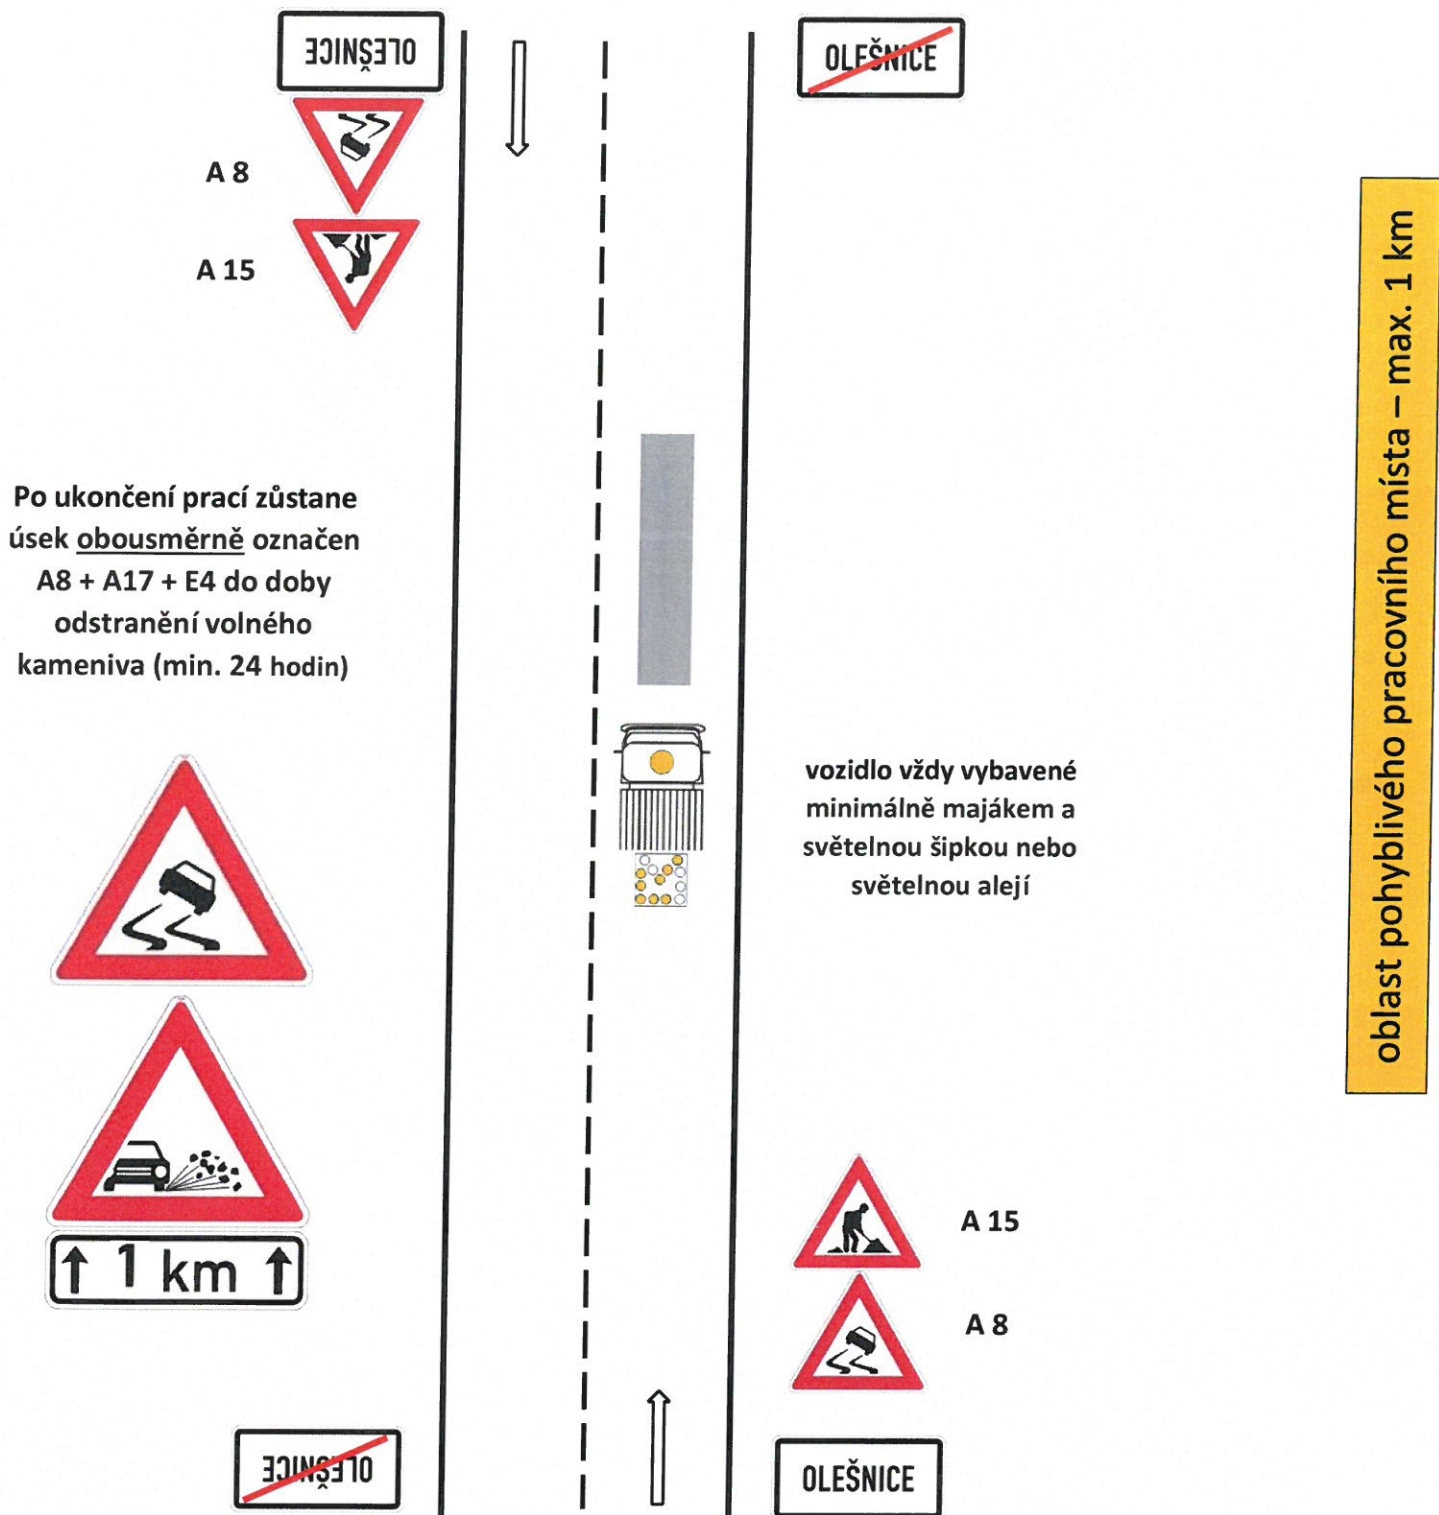 OLEŠNICE
OLEŠNICE
A 8
A 15
Po ukončení prací zůstane
úsek obousměrně označen
A8 + A17 + E4 do doby
odstranění volného
kameniva (min. 24 hodin)
vozidlo vždy vybavené
minimálně majákem a
světelnou šipkou nebo
světelnou alejí
oblast pohyblivého pracovního místa – max. 1 km
1 km
A 15
A 8
OLEŠNICE
OLEŠNICE